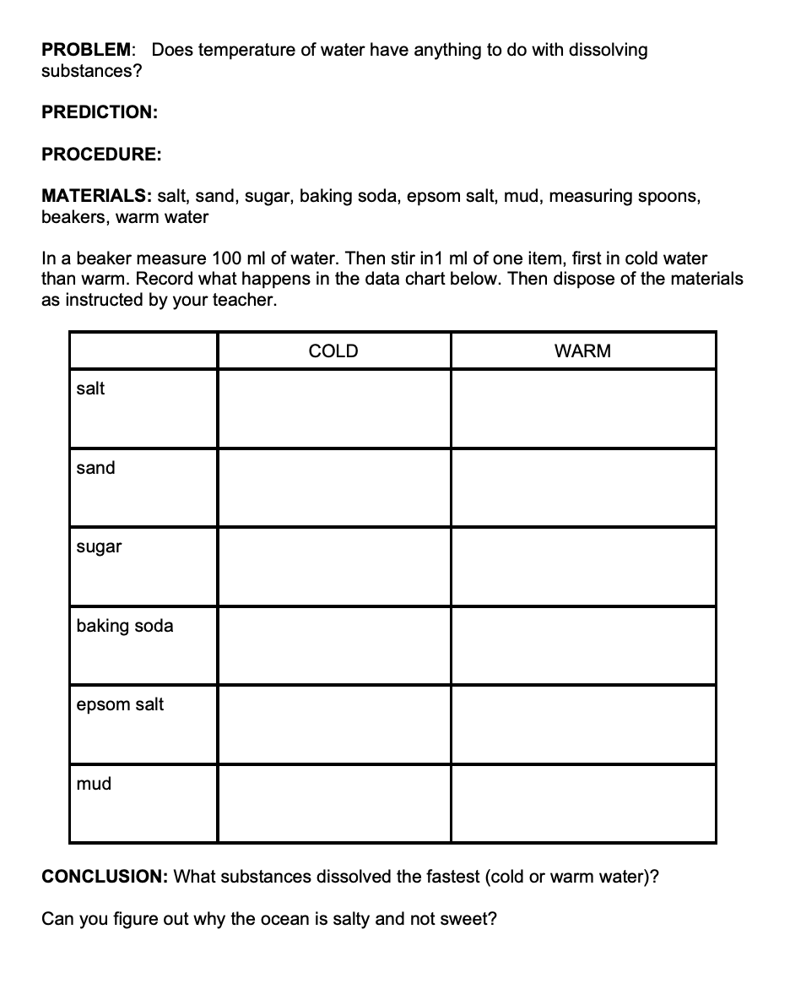 PROBLEM: Does temperature of water have anything to do with dissolving
substances?
PREDICTION:
PROCEDURE:
MATERIALS: salt, sand, sugar, baking soda, epsom salt, mud, measuring spoons,
beakers, warm water
In a beaker measure 100 ml of water. Then stir in1 ml of one item, first in cold water
than warm. Record what happens in the data chart below. Then dispose of the materials
as instructed by your teacher.
COLD WARM
salt
sand
sugar
baking soda
epsom salt
mud
CONCLUSION: What substances dissolved the fastest (cold or warm water)?
Can you figure out why the ocean is salty and not sweet?